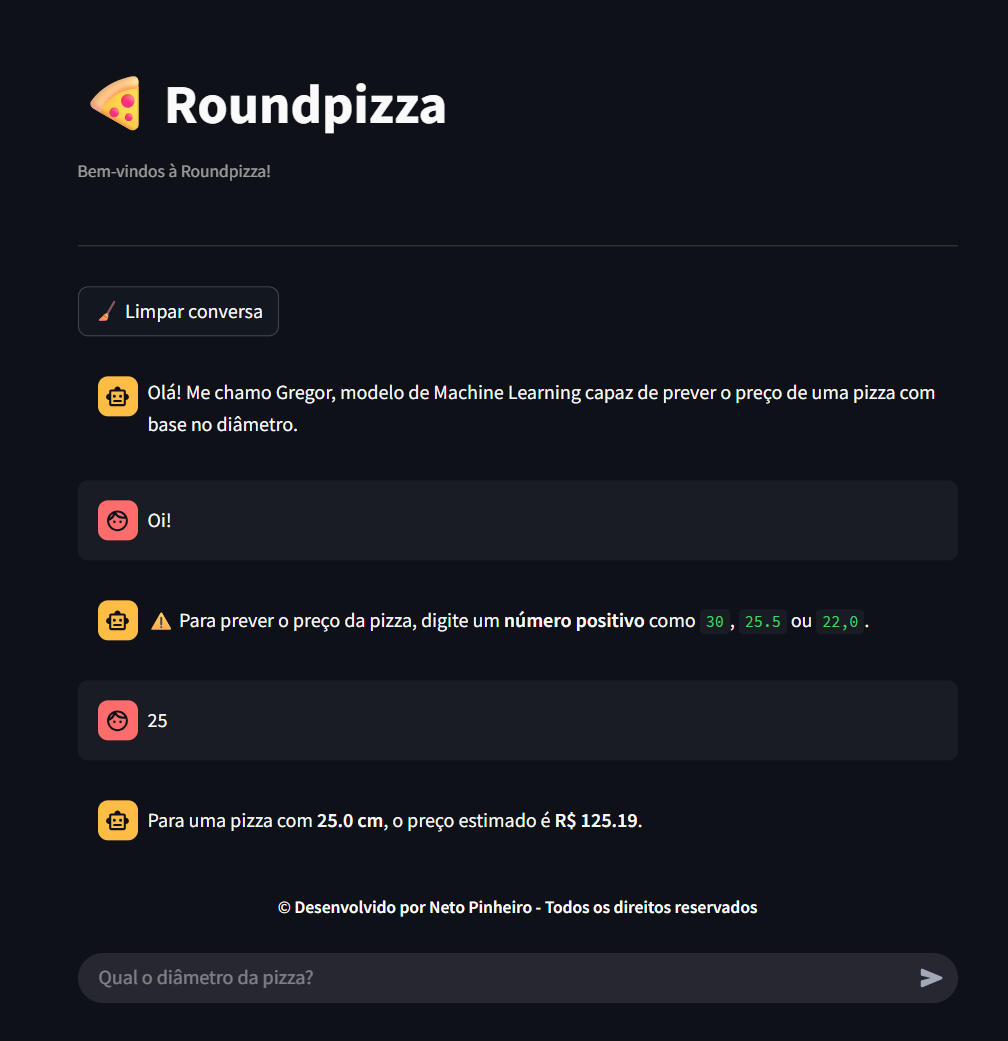 Roundpizza
Bem-vindos à Roundpizza!
Limpar conversa
Olá! Me chamo Gregor, modelo de Machine Learning capaz de prever o preço de uma pizza com
base no diâmetro.
Oi!
Para prever o preço da pizza, digite um número positivo como 30, 25.5 ou 22,0.
25
Para uma pizza com 25.0 cm, o preço estimado é R$ 125.19.
© Desenvolvido por Neto Pinheiro - Todos os direitos reservados
Qual o diâmetro da pizza?